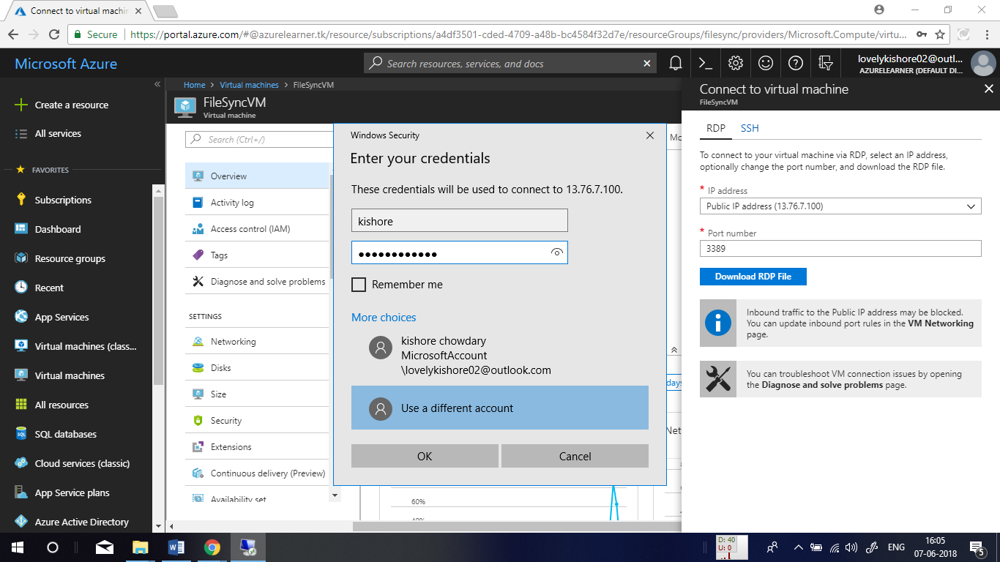 Connect to virtual machin
Secure
https://portal.azure.com/#@azurelearner.tk/resource/subscriptions/a4df3501-cded-4709-a48b-bc4584f32d7e/resourceGroups/filesync/providers/Microsoft.Compute/virtu...
Microsoft Azure
Search resources, services, and docs
lovelykishore02@outl...
AZURELEARNER (DEFAULT DI...
Create a resource
All services
FAVORITES
Subscriptions
Dashboard
Resource groups
Recent
App Services
Virtual machines (class...
Virtual machines
All resources
SQL databases
Cloud services (classic)
App Service plans
Azure Active Directory
Home > Virtual machines > FileSyncVM
FileSyncVM
Virtual machine
Search (Ctrl+/)
Overview
Activity log
Access control (IAM)
Tags
Diagnose and solve problems
SETTINGS
Networking
Disks
Size
Security
Extensions
Continuous delivery (Preview)
Availability set
Mo
days
Net
60%
40%
Windows Security
Enter your credentials
These credentials will be used to connect to 13.76.7.100.
kishore
Remember me
More choices
kishore chowdary
MicrosoftAccount
\lovelykishore02@outlook.com
Use a different account
OK
Cancel
Connect to virtual machine
FileSyncVM
RDP
SSH
To connect to your virtual machine via RDP, select an IP address,
optionally change the port number, and download the RDP file.
* IP address
Public IP address (13.76.7.100)
* Port number
3389
Download RDP File
Inbound traffic to the Public IP address may be blocked.
You can update inbound port rules in the VM Networking
page.
You can troubleshoot VM connection issues by opening
the Diagnose and solve problems page.
D: 40
U: 0
ENG
16:05
07-06-2018
5